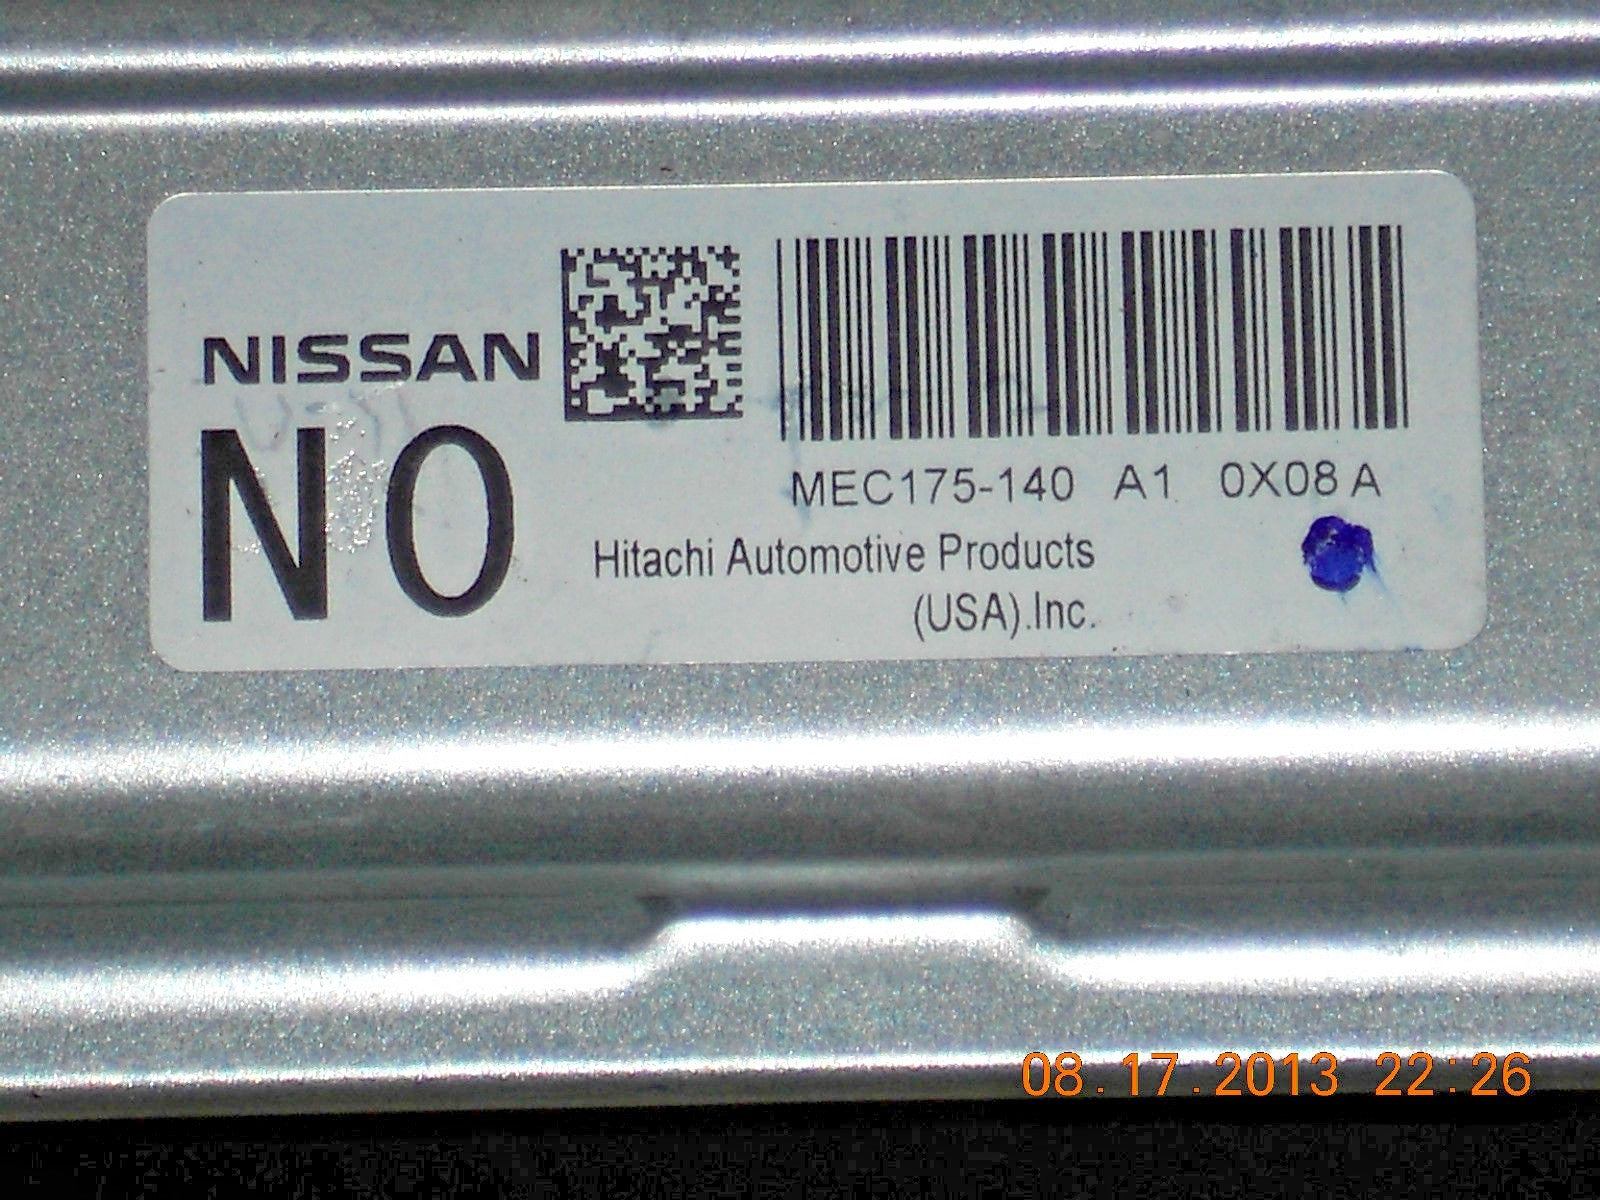 NISSAN
NO
MEC175-140 A1 0X08 A
Hitachi Automotive Products
(USA).Inc.
08.17.2013 22:26